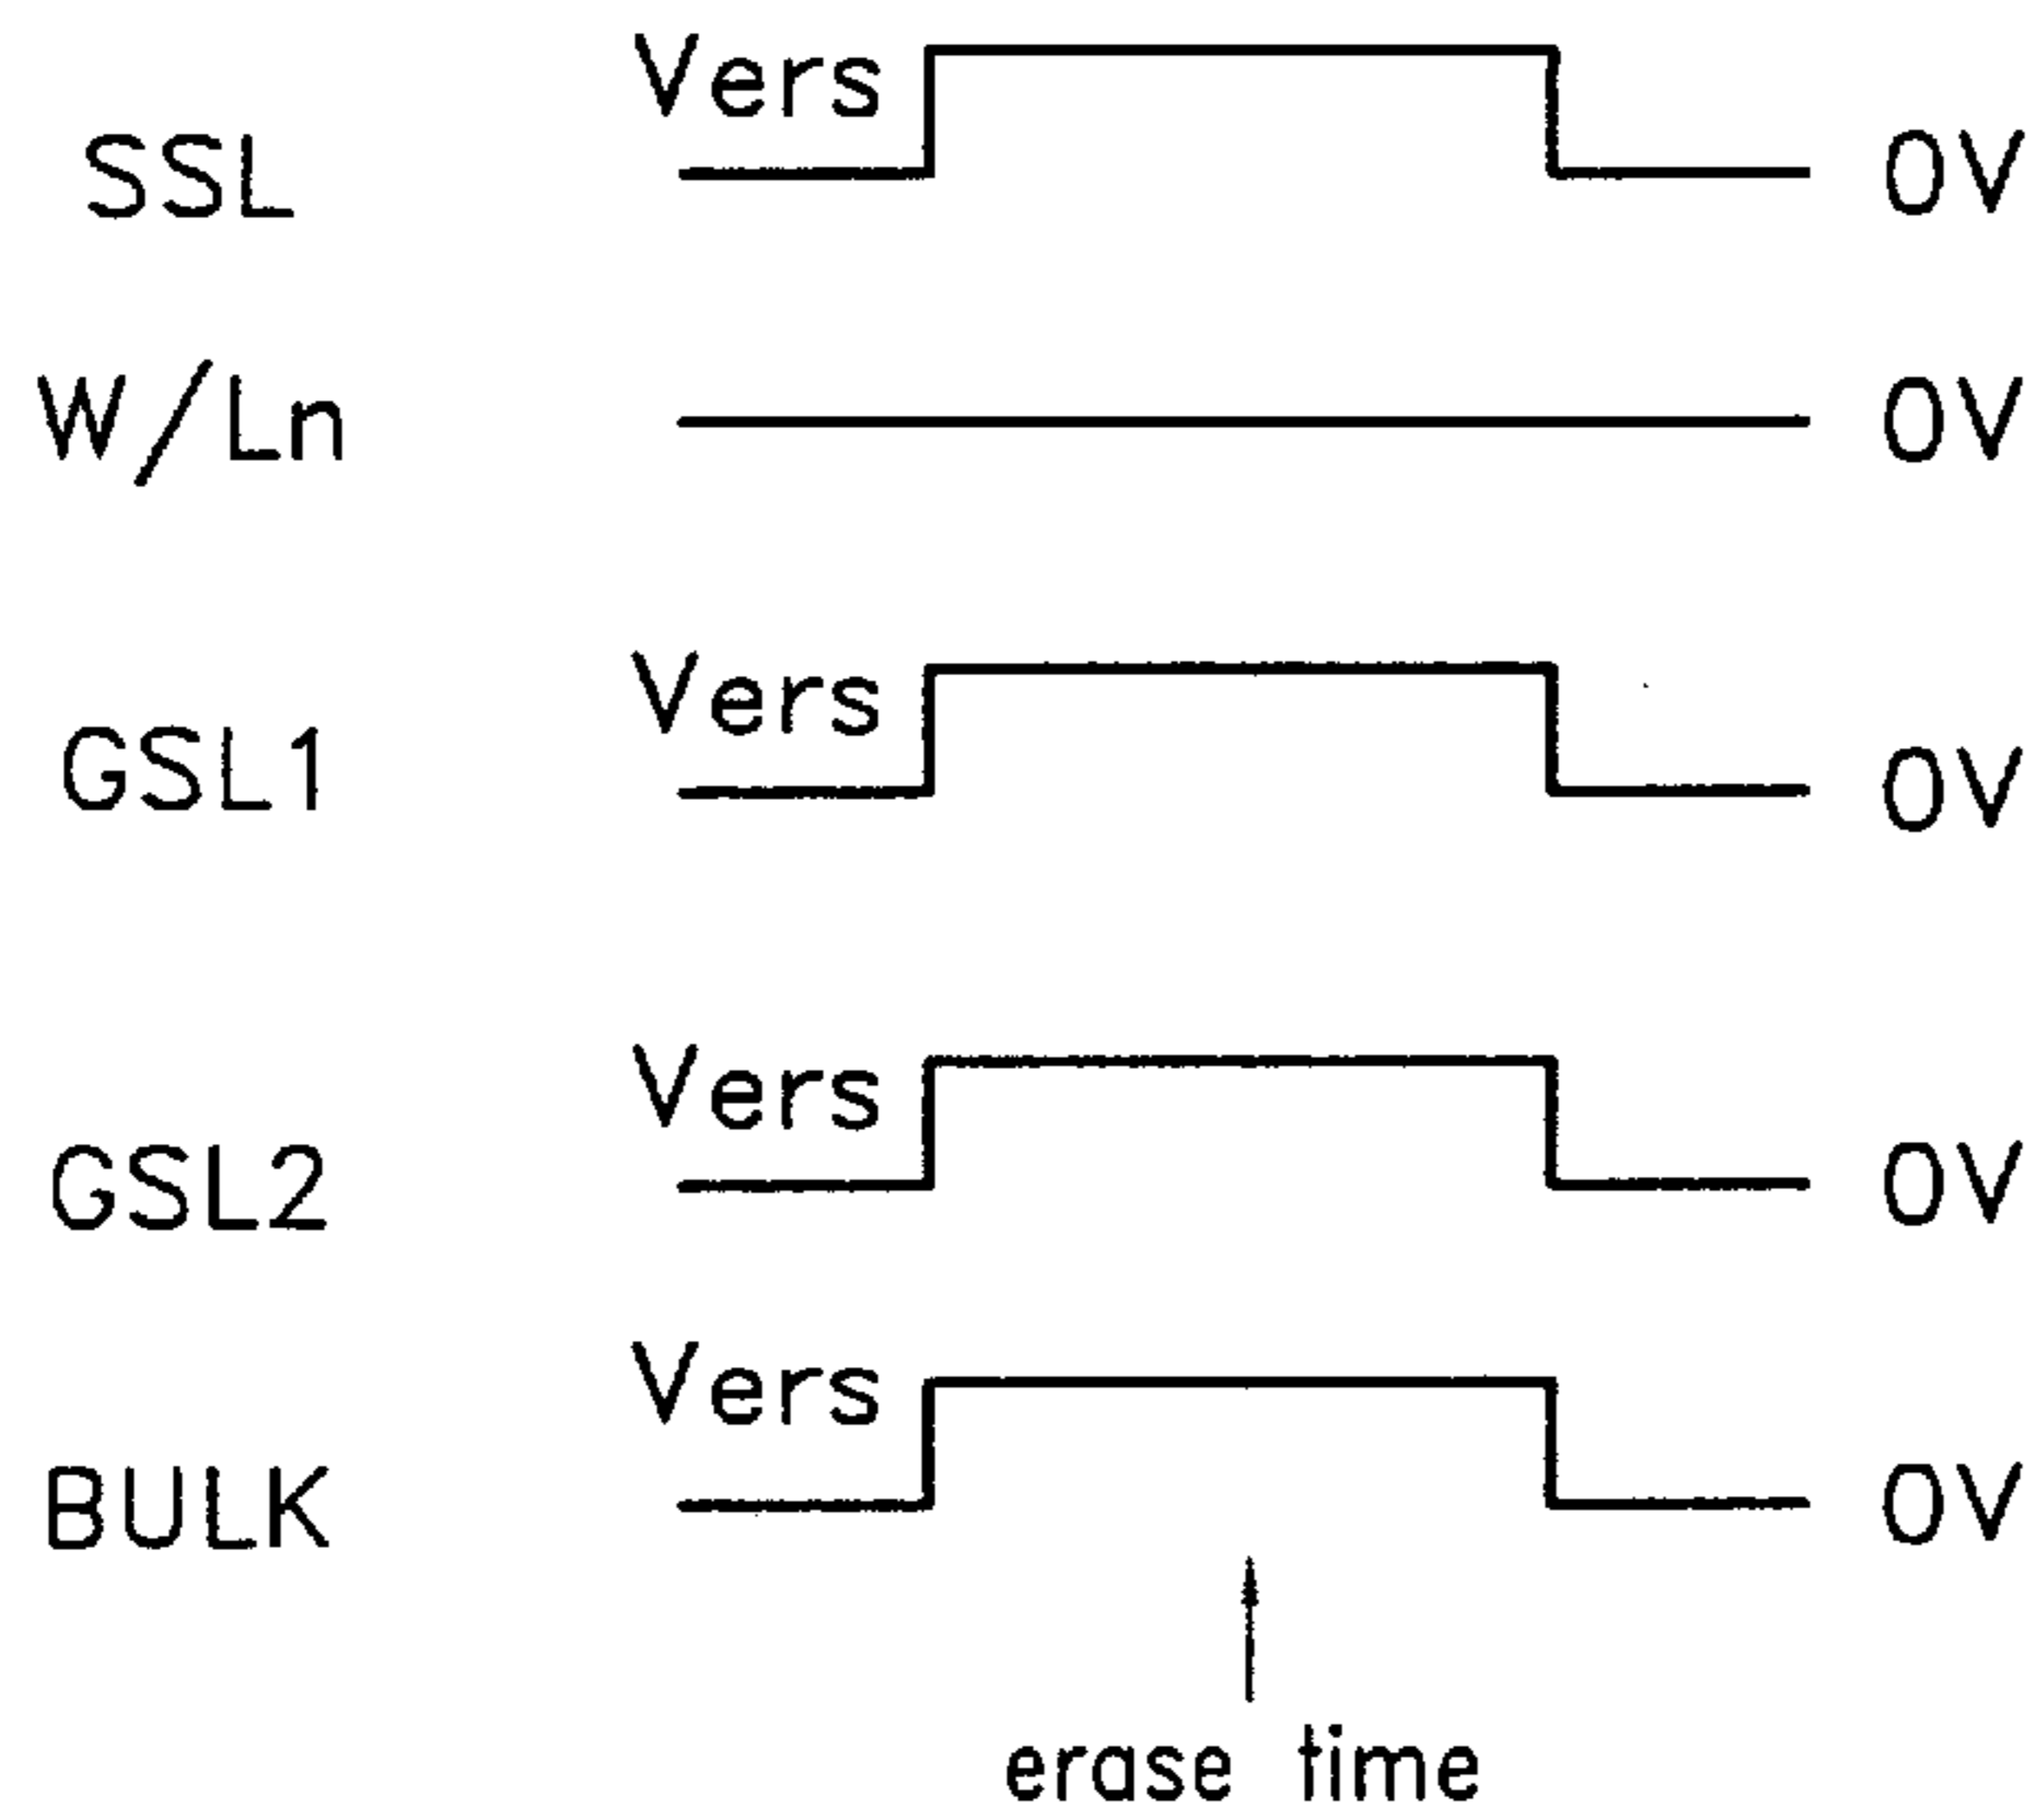 Vers
SSL 0V
W/Ln 0V
Vers
GSL1 0V
Vers
GSL2 0V
Vers
BULK 0V
erase time